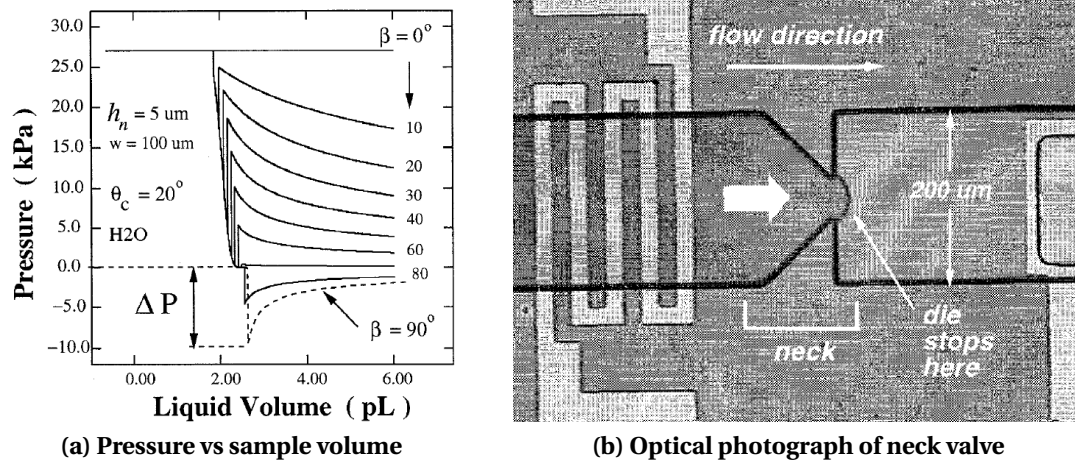 30.0
25.0
20.0
15.0
10.0
5.0
0.0
−5.0
−10.0
Pressure ( kPa )
β = 0°
10
20
30
40
60
80
β = 90°
h_n = 5 um
w = 100 um
θ_c = 20°
H2O
Δ P
0.00
2.00
4.00
6.00
Liquid Volume ( pL )
(a) Pressure vs sample volume
flow direction
200 um
neck
die
stops
here
(b) Optical photograph of neck valve